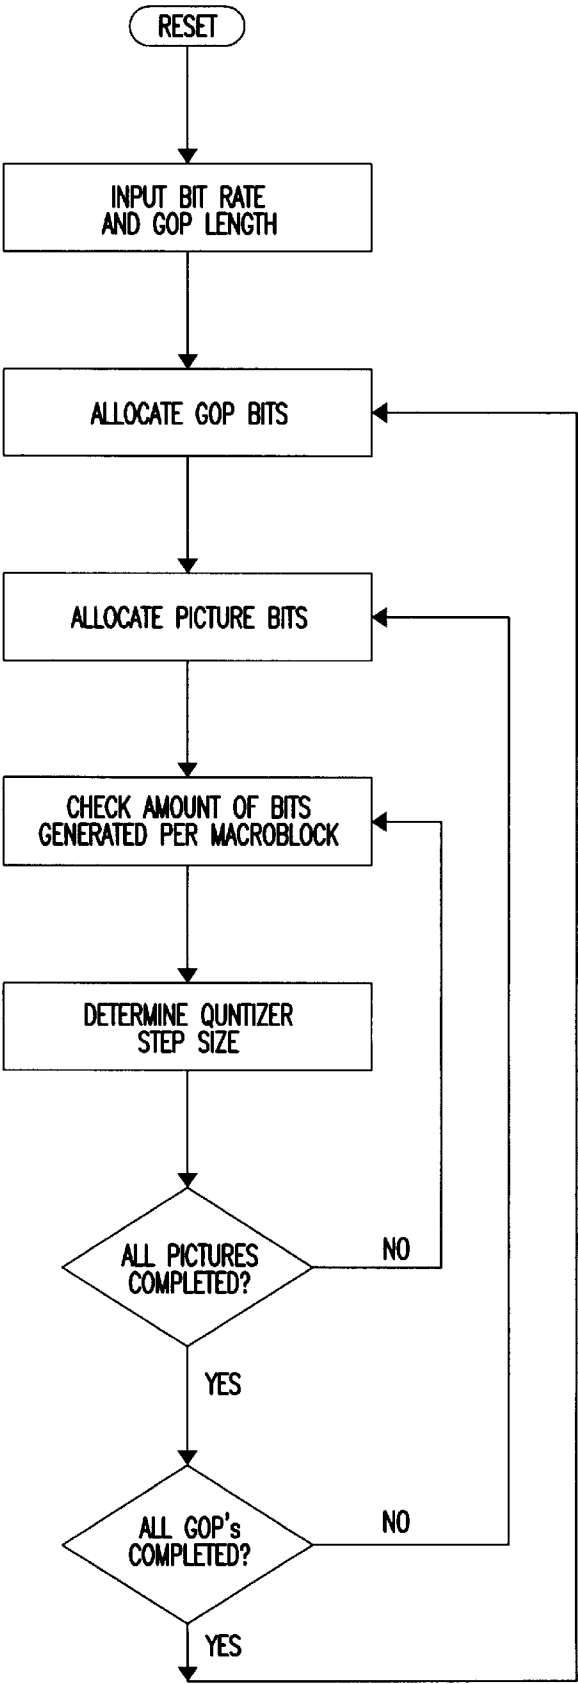 RESET
INPUT BIT RATE
AND GOP LENGTH
ALLOCATE GOP BITS
ALLOCATE PICTURE BITS
CHECK AMOUNT OF BITS
GENERATED PER MACROBLOCK
DETERMINE QUNTIZER
STEP SIZE
ALL PICTURES
COMPLETED?
NO
YES
ALL GOP's
COMPLETED?
NO
YES